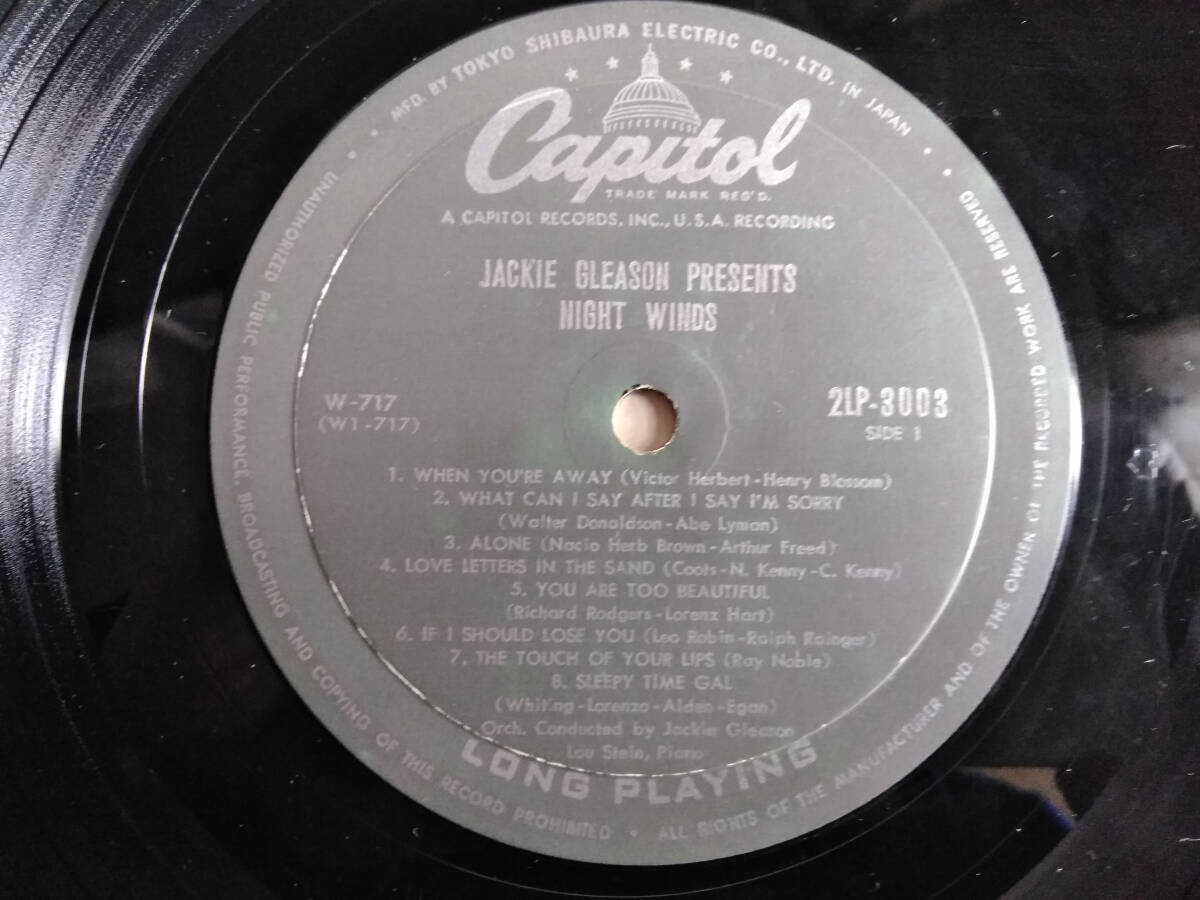 MFD. BY TOKYO SHIBAURA ELECTRIC CO., LTD. IN JAPAN
Capitol
TRADE MARK REG'D.
A CAPITOL RECORDS, INC., U.S.A. RECORDING
JACKIE GLEASON PRESENTS
NIGHT WINDS
W-717
(W1-717)
2LP-3003
SIDE 1
1. WHEN YOU'RE AWAY (Victor Herbert-Henry Blossom)
2. WHAT CAN I SAY AFTER I SAY I'M SORRY
(Walter Donaldson-Abe Lyman)
3. ALONE (Nacio Herb Brown-Arthur Freed)
4. LOVE LETTERS IN THE SAND (Coots-N. Kenny-C. Kenny)
5. YOU ARE TOO BEAUTIFUL
(Richard Rodgers-Lorenz Hart)
6. IF I SHOULD LOSE YOU (Leo Robin-Ralph Rainger)
7. THE TOUCH OF YOUR LIPS (Ray Noble)
8. SLEEPY TIME GAL
(Whiting-Lorenzo-Alden-Egan)
Orch. Conducted by Jackie Gleason
Lou Stein, Piano
LONG PLAYING
UNAUTHORIZED PUBLIC PERFORMANCE, BROADCASTING AND COPYING OF THIS RECORD PROHIBITED • ALL RIGHTS OF THE MANUFACTURER AND OF THE OWNER OF THE RECORDED WORK ARE RESERVED